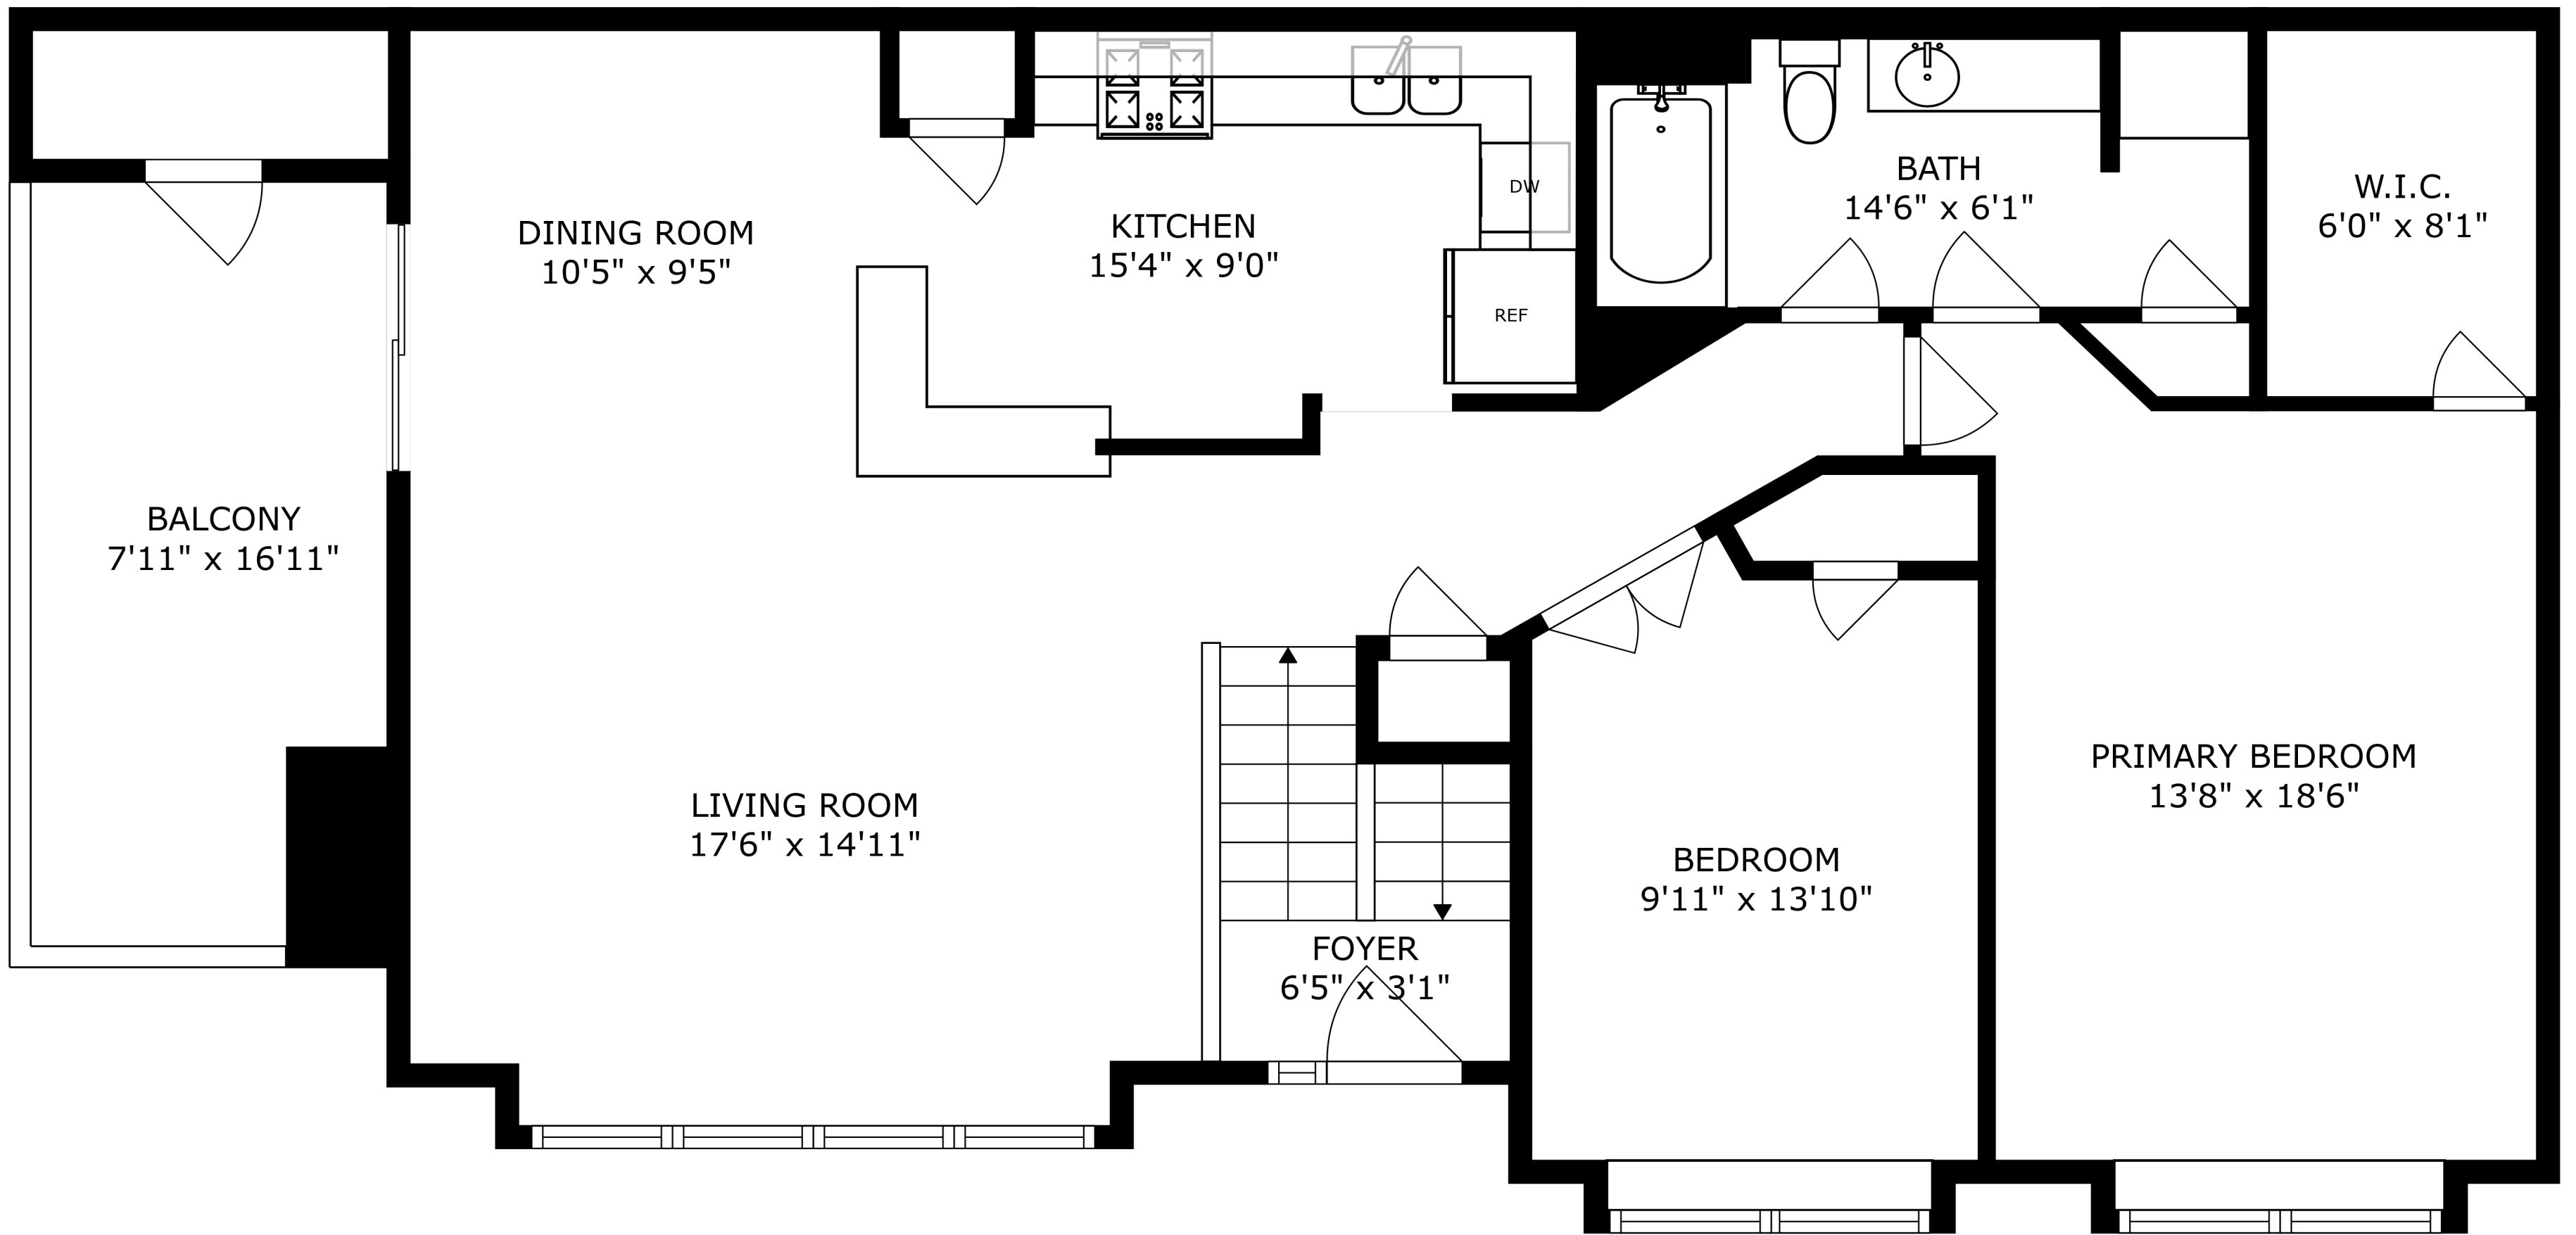 DINING ROOM
10'5" x 9'5"
KITCHEN
15'4" x 9'0"
DW
REF
BATH
14'6" x 6'1"
W.I.C.
6'0" x 8'1"
BALCONY
7'11" x 16'11"
LIVING ROOM
17'6" x 14'11"
FOYER
6'5" x 3'1"
BEDROOM
9'11" x 13'10"
PRIMARY BEDROOM
13'8" x 18'6"